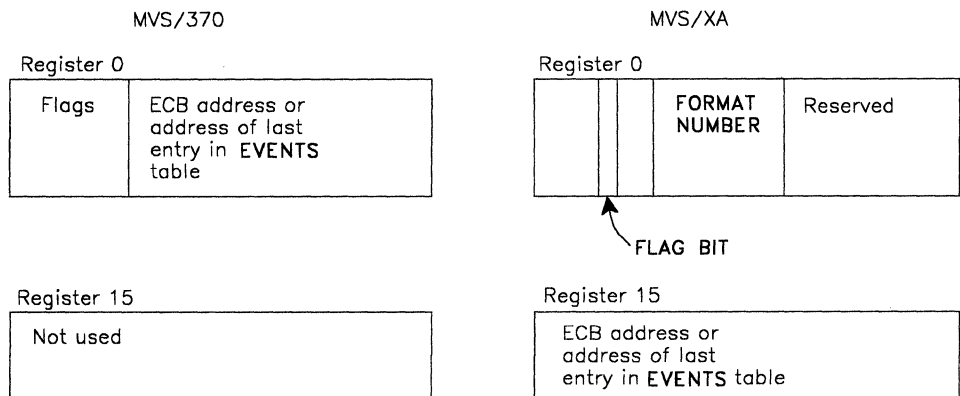 MVS/370
Register 0
Flags
ECB address or
address of last
entry in EVENTS
table
Register 15
Not used
MVS/XA
Register 0
FORMAT
NUMBER
Reserved
FLAG BIT
Register 15
ECB address or
address of last
entry in EVENTS table